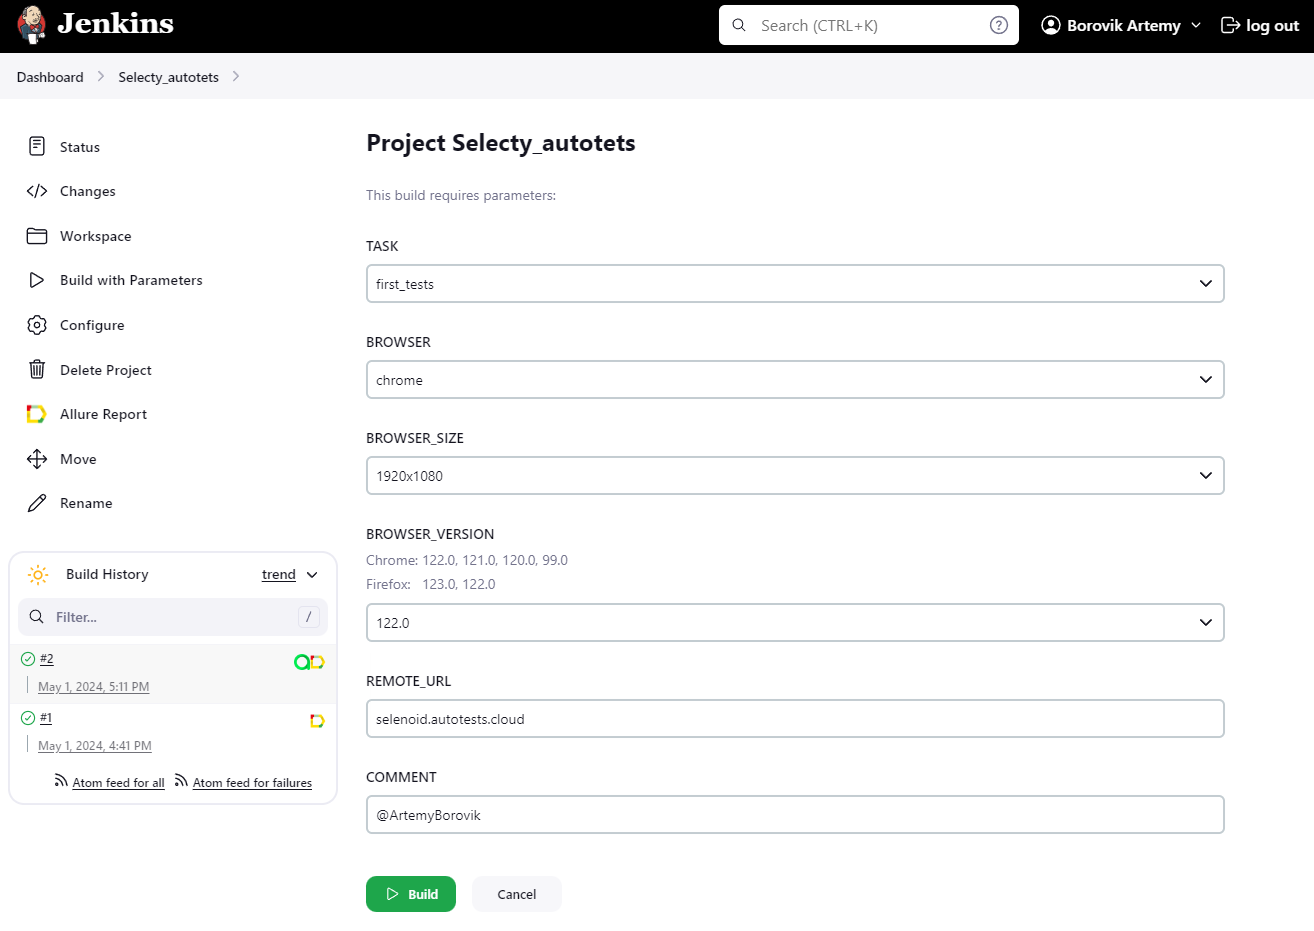 Jenkins
Search (CTRL+K)
Borovik Artemy
log out
Dashboard
Selecty_autotets
Status
Changes
Workspace
Build with Parameters
Configure
Delete Project
Allure Report
Move
Rename
Build History
trend
Filter...
/
#2
May 1, 2024, 5:11 PM
#1
May 1, 2024, 4:41 PM
Atom feed for all
Atom feed for failures
Project Selecty_autotets
This build requires parameters:
TASK
first_tests
BROWSER
chrome
BROWSER_SIZE
1920x1080
BROWSER_VERSION
Chrome: 122.0, 121.0, 120.0, 99.0
Firefox: 123.0, 122.0
122.0
REMOTE_URL
selenoid.autotests.cloud
COMMENT
@ArtemyBorovik
Build
Cancel